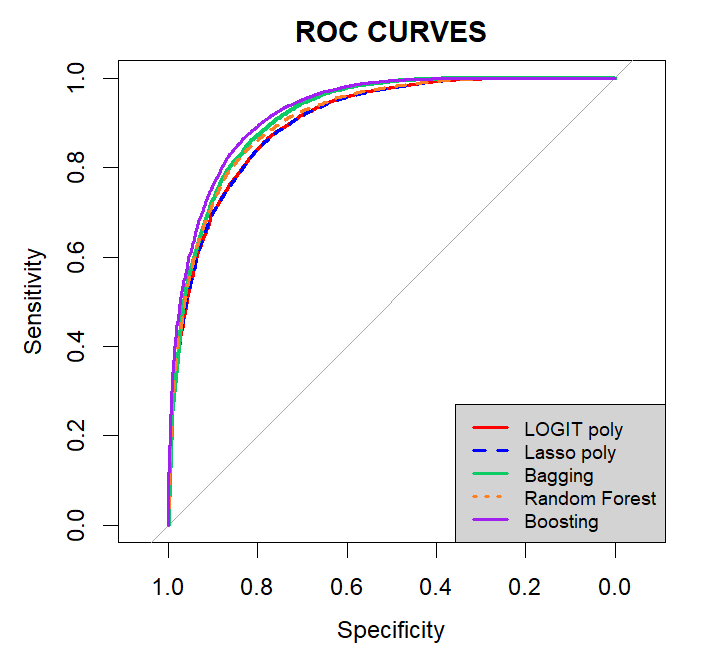 ROC CURVES
Sensitivity
1.0
0.8
0.6
0.4
0.2
0.0
LOGIT poly
Lasso poly
Bagging
Random Forest
Boosting
1.0 0.8 0.6 0.4 0.2 0.0
Specificity